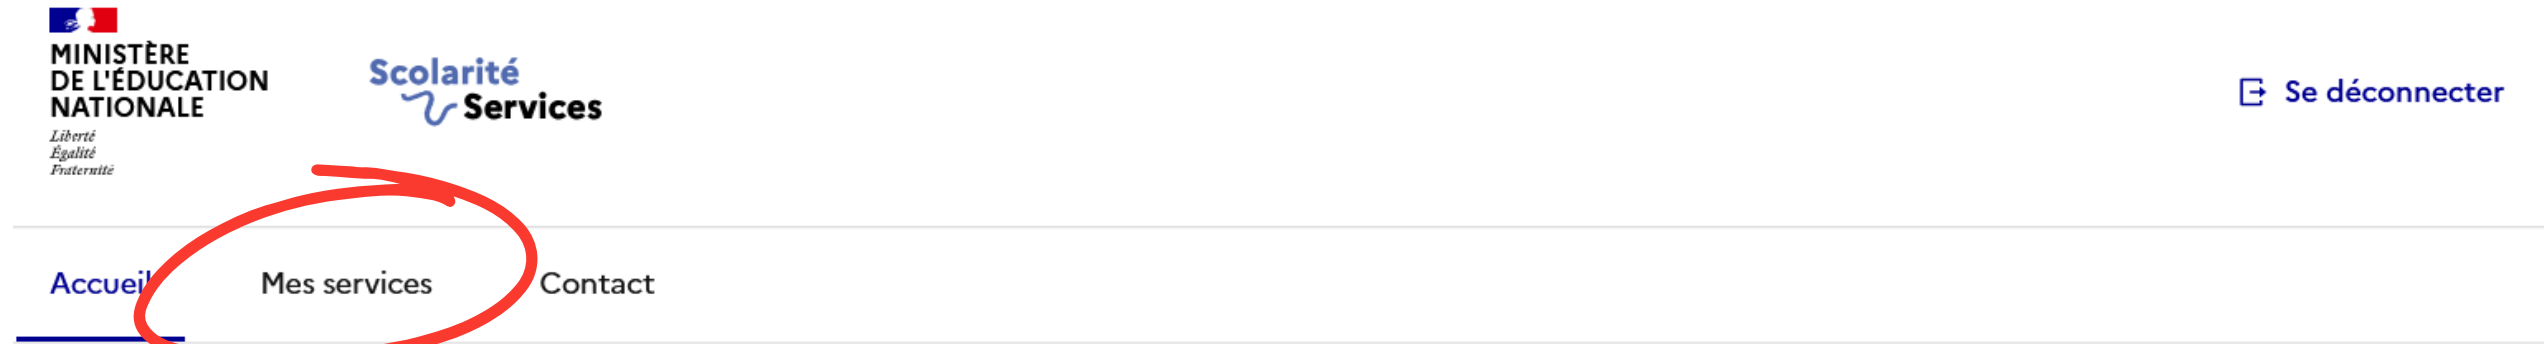 MINISTÈRE
DE L'ÉDUCATION
NATIONALE
Liberté
Égalité
Fraternité
Scolarité
Services
Se déconnecter
Accueil
Mes services
Contact